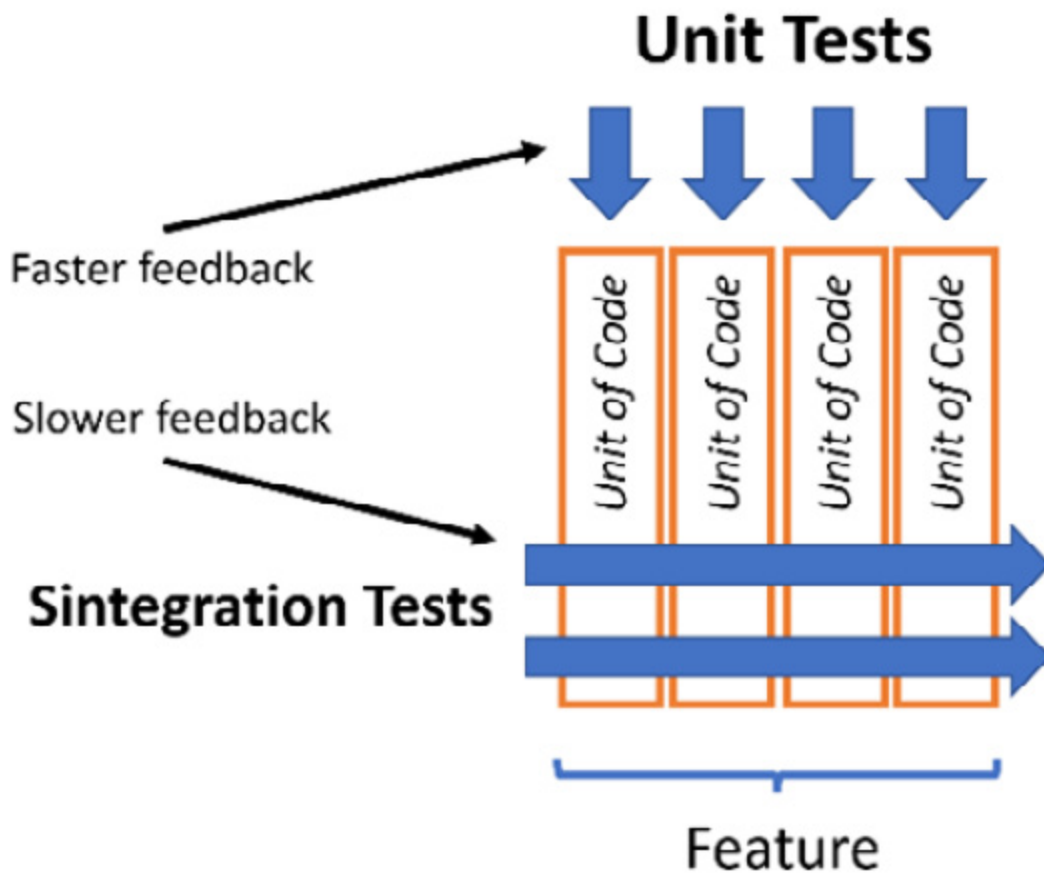 Unit Tests
Faster feedback
Unit of Code
Unit of Code
Unit of Code
Unit of Code
Slower feedback
Sintegration Tests
Feature